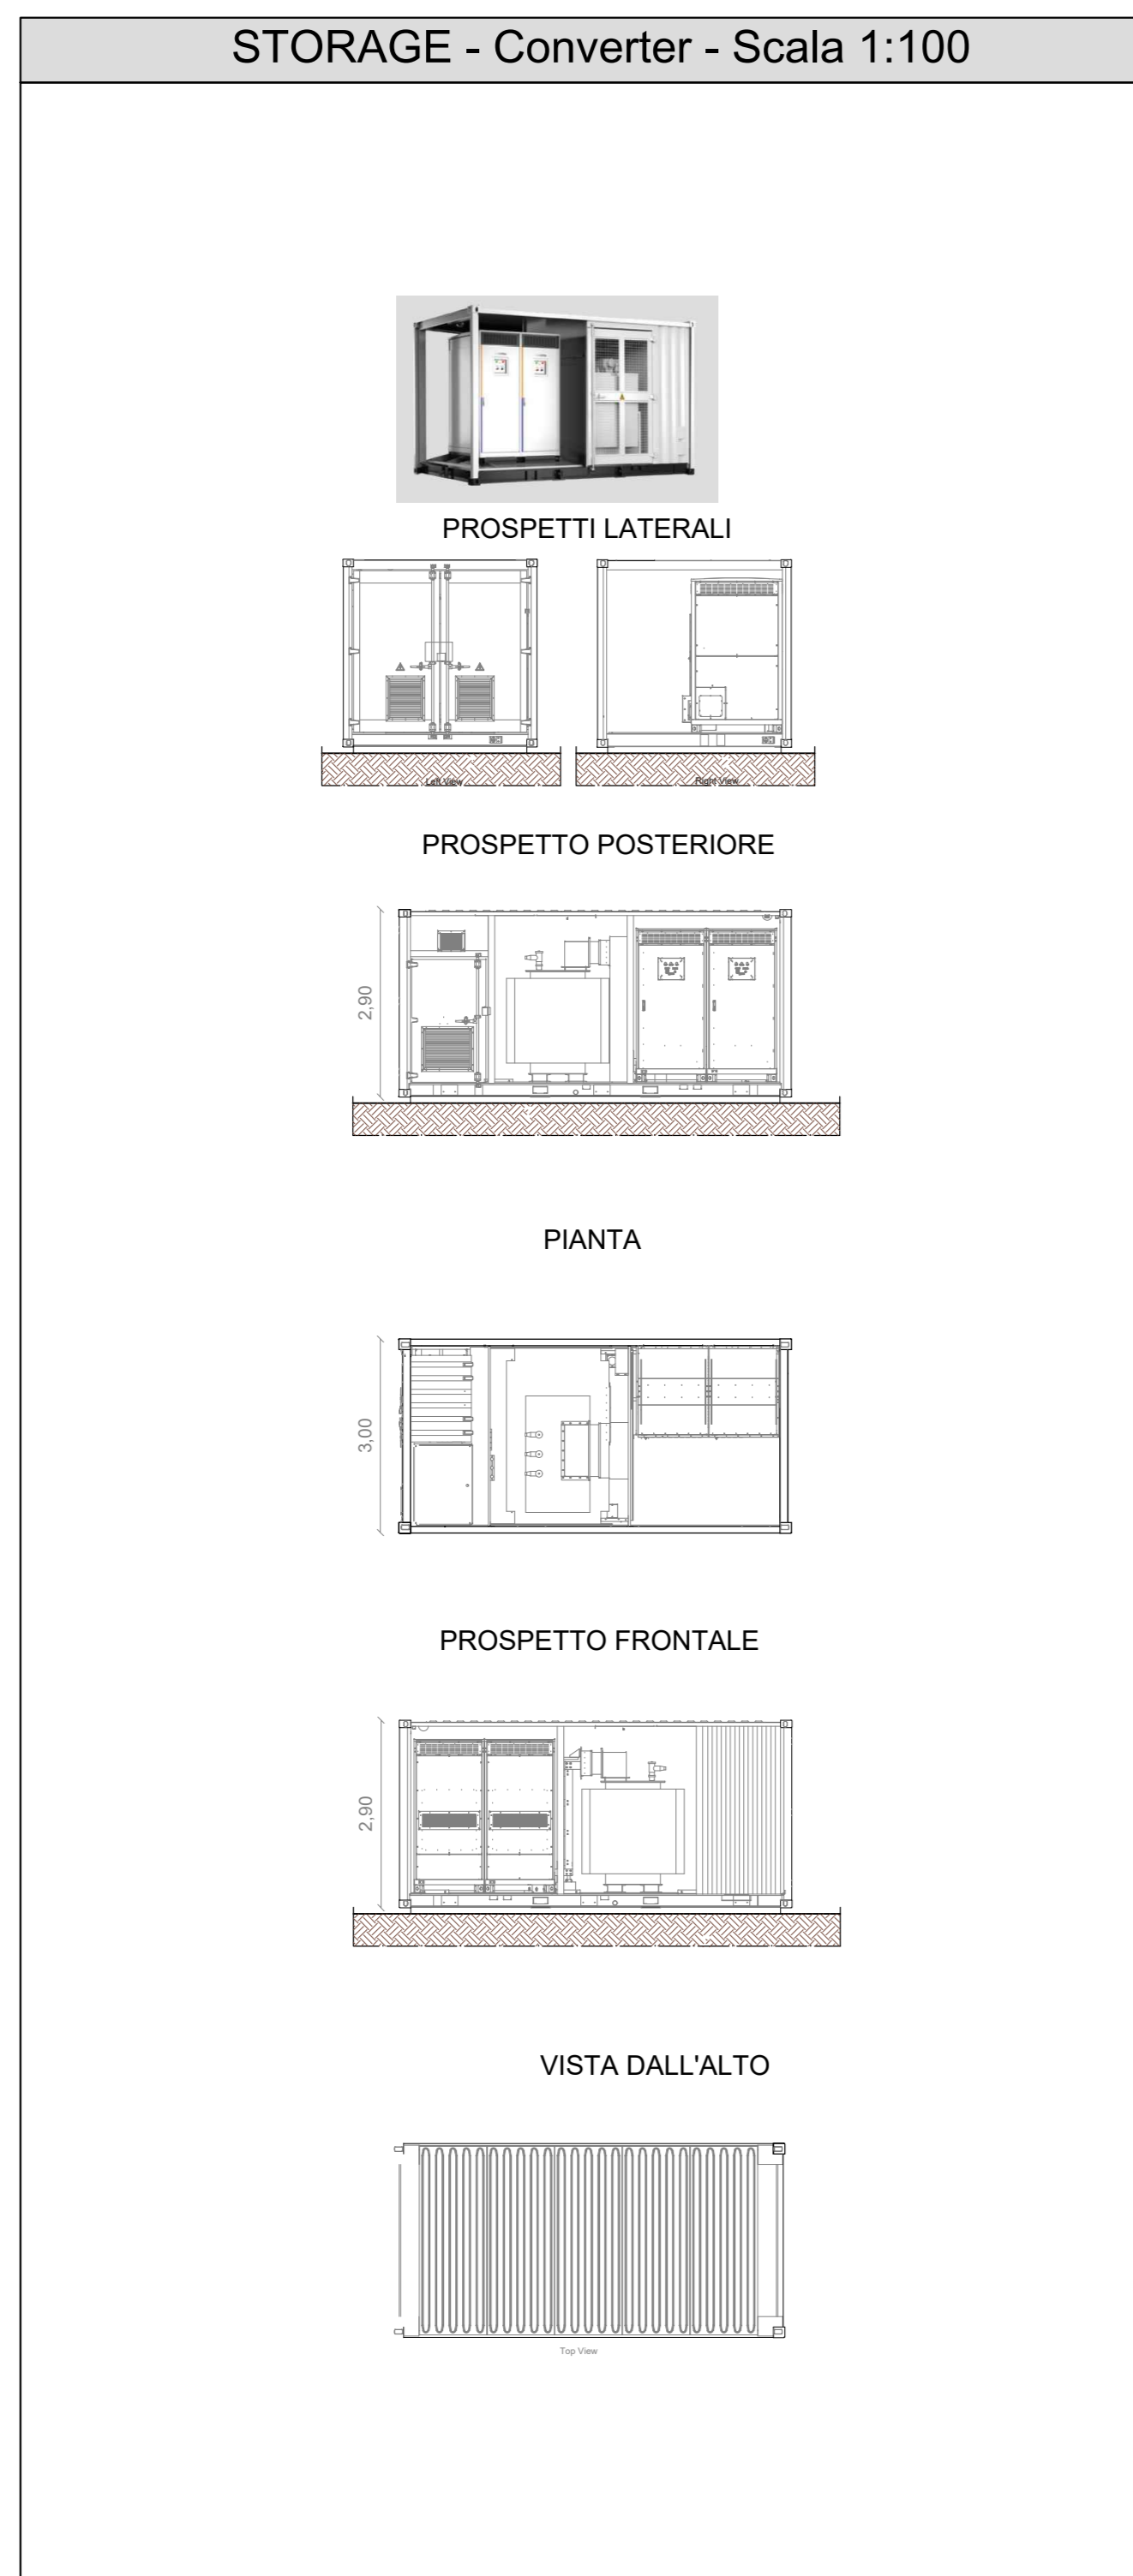 STORAGE - Converter - Scala 1:100
PROSPETTI LATERALI
Left View
Right View
PROSPETTO POSTERIORE
2,90
PIANTA
3,00
PROSPETTO FRONTALE
2,90
VISTA DALL'ALTO
Top View